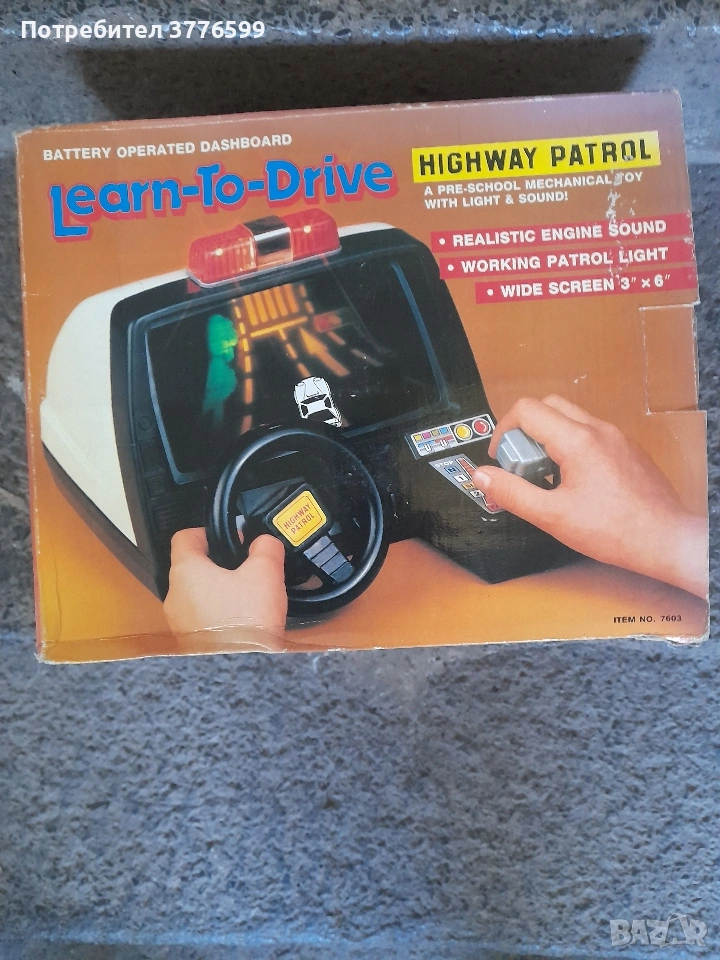 Потребител 3776599
BATTERY OPERATED DASHBOARD
Learn-To-Drive
HIGHWAY PATROL
A PRE-SCHOOL MECHANICAL TOY
WITH LIGHT & SOUND!
• REALISTIC ENGINE SOUND
• WORKING PATROL LIGHT
• WIDE SCREEN 3" x 6"
STOP
HIGHWAY
PATROL
ITEM NO. 7603
BAZAR